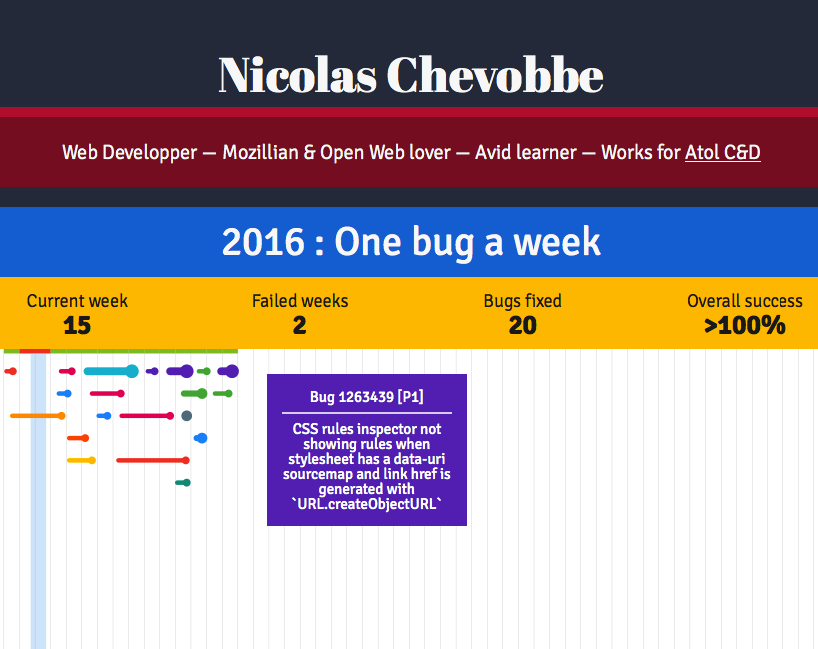 Nicolas Chevobbe
Web Developper — Mozillian & Open Web lover — Avid learner — Works for Atol C&D
2016 : One bug a week
Current week
15
Failed weeks
2
Bugs fixed
20
Overall success
>100%
Bug 1263439 [P1]
CSS rules inspector not
showing rules when
stylesheet has a data-uri
sourcemap and link href is
generated with
`URL.createObjectURL`